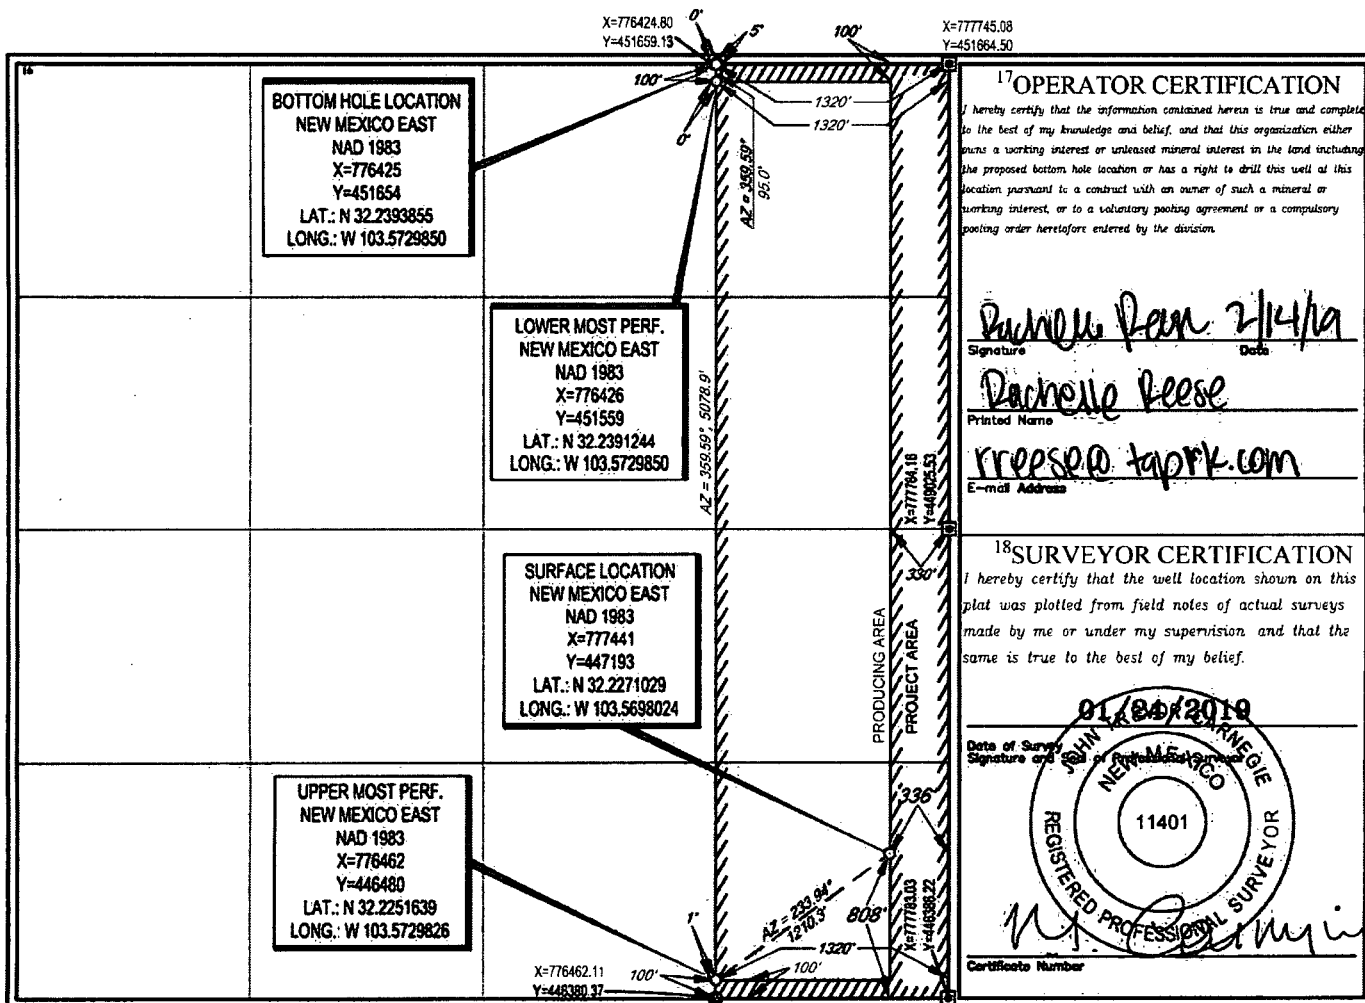 X=776424.80
Y=451659.13
0'
5'
100'
X=777745.08
Y=451664.50
16
100'
1320'
1320'
0'
BOTTOM HOLE LOCATION
NEW MEXICO EAST
NAD 1983
X=776425
Y=451654
LAT.: N 32.2393855
LONG.: W 103.5729850
AZ = 359.59°
95.0'
LOWER MOST PERF.
NEW MEXICO EAST
NAD 1983
X=776426
Y=451559
LAT.: N 32.2391244
LONG.: W 103.5729850
AZ = 359.59°, 5078.9'
X=777764.16
Y=449025.53
330'
SURFACE LOCATION
NEW MEXICO EAST
NAD 1983
X=777441
Y=447193
LAT.: N 32.2271029
LONG.: W 103.5698024
PRODUCING AREA
PROJECT AREA
UPPER MOST PERF.
NEW MEXICO EAST
NAD 1983
X=776462
Y=446480
LAT.: N 32.2251639
LONG.: W 103.5729826
336'
AZ = 233.94°
1210.3'
808'
X=777783.03
Y=446386.22
1'
1320'
X=776462.11
Y=446380.37
100'
100'
17 OPERATOR CERTIFICATION
I hereby certify that the information contained herein is true and complete
to the best of my knowledge and belief, and that this organization either
owns a working interest or unleased mineral interest in the land including
the proposed bottom hole location or has a right to drill this well at this
location pursuant to a contract with an owner of such a mineral or
working interest, or to a voluntary pooling agreement or a compulsory
pooling order heretofore entered by the division.
Rachelle Reese 2/14/19
Signature Date
Rachelle Reese
Printed Name
rreese@taprk.com
E-mail Address
18 SURVEYOR CERTIFICATION
I hereby certify that the well location shown on this
plat was plotted from field notes of actual surveys
made by me or under my supervision and that the
same is true to the best of my belief.
01/24/2019
Date of Survey
Signature and Seal of Professional Surveyor
JOHN TREVOR CARNEGIE
NEW MEXICO
11401
REGISTERED PROFESSIONAL SURVEYOR
Certificate Number